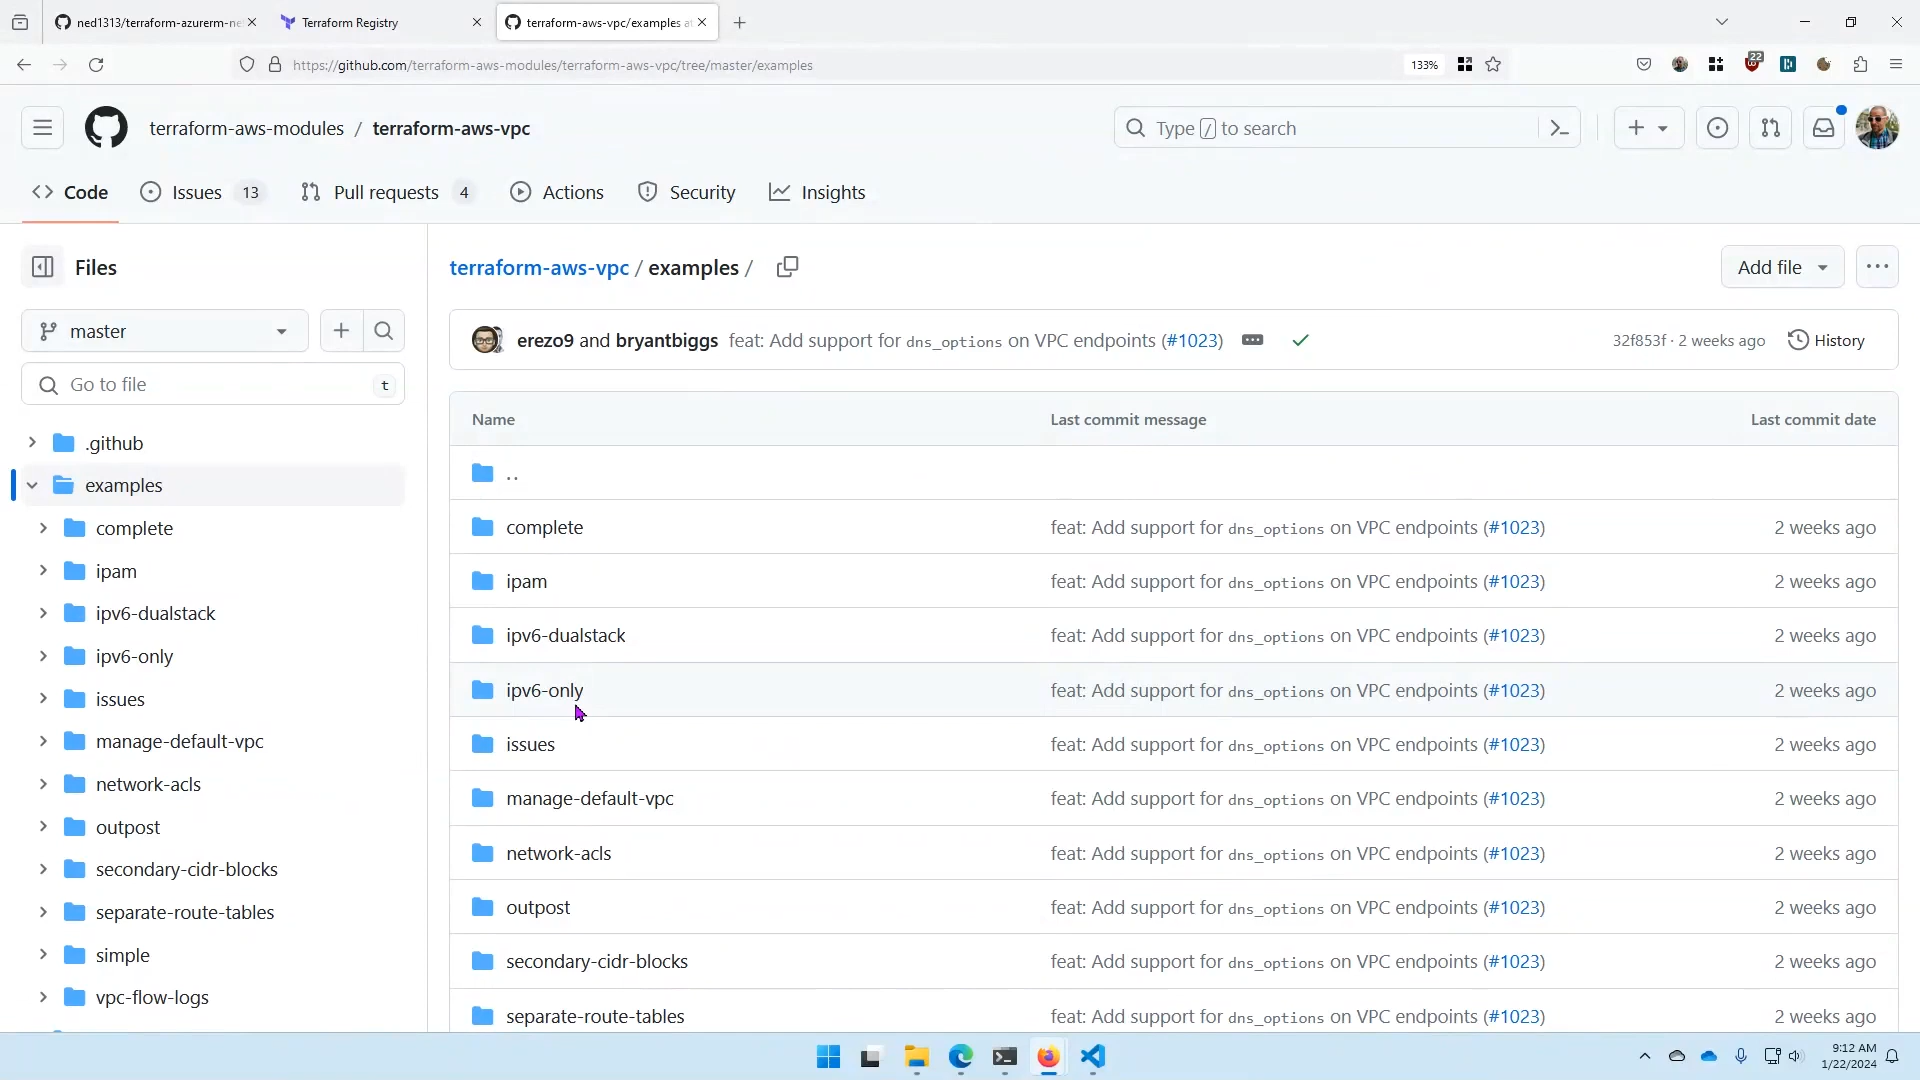 ned1313/terraform-azurerm-ne
Terraform Registry
terraform-aws-vpc/examples at
https://github.com/terraform-aws-modules/terraform-aws-vpc/tree/master/examples
133%
22
terraform-aws-modules / terraform-aws-vpc
Type / to search
Code
Issues 13
Pull requests 4
Actions
Security
Insights
Files
master
Go to file
t
.github
examples
complete
ipam
ipv6-dualstack
ipv6-only
issues
manage-default-vpc
network-acls
outpost
secondary-cidr-blocks
separate-route-tables
simple
vpc-flow-logs
terraform-aws-vpc / examples /
Add file
erezo9 and bryantbiggs feat: Add support for dns_options on VPC endpoints (#1023)
32f853f · 2 weeks ago
History
Name Last commit message Last commit date
..
complete feat: Add support for dns_options on VPC endpoints (#1023) 2 weeks ago
ipam feat: Add support for dns_options on VPC endpoints (#1023) 2 weeks ago
ipv6-dualstack feat: Add support for dns_options on VPC endpoints (#1023) 2 weeks ago
ipv6-only feat: Add support for dns_options on VPC endpoints (#1023) 2 weeks ago
issues feat: Add support for dns_options on VPC endpoints (#1023) 2 weeks ago
manage-default-vpc feat: Add support for dns_options on VPC endpoints (#1023) 2 weeks ago
network-acls feat: Add support for dns_options on VPC endpoints (#1023) 2 weeks ago
outpost feat: Add support for dns_options on VPC endpoints (#1023) 2 weeks ago
secondary-cidr-blocks feat: Add support for dns_options on VPC endpoints (#1023) 2 weeks ago
separate-route-tables feat: Add support for dns_options on VPC endpoints (#1023) 2 weeks ago
9:12 AM
1/22/2024